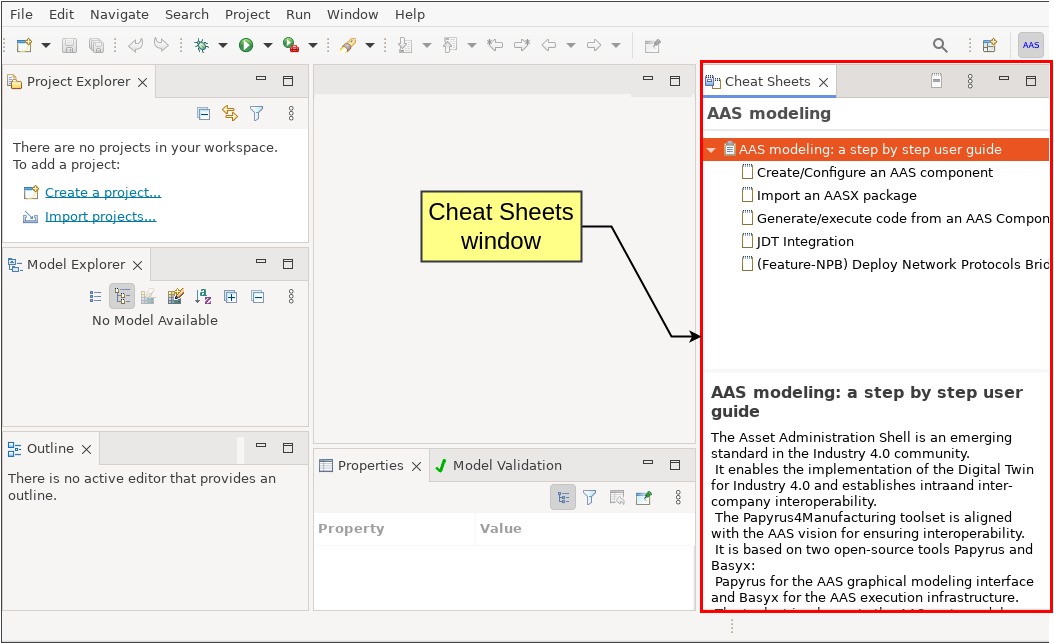 File Edit Navigate Search Project Run Window Help
AAS
Project Explorer
There are no projects in your workspace.
To add a project:
Create a project...
Import projects...
Model Explorer
No Model Available
Outline
There is no active editor that provides an
outline.
Cheat Sheets
window
Properties
Model Validation
Property Value
Cheat Sheets
AAS modeling
AAS modeling: a step by step user guide
Create/Configure an AAS component
Import an AASX package
Generate/execute code from an AAS Compon
JDT Integration
(Feature-NPB) Deploy Network Protocols Brid
AAS modeling: a step by step user
guide
The Asset Administration Shell is an emerging
standard in the Industry 4.0 community.
It enables the implementation of the Digital Twin
for Industry 4.0 and establishes intraand inter-
company interoperability.
The Papyrus4Manufacturing toolset is aligned
with the AAS vision for ensuring interoperability.
It is based on two open-source tools Papyrus and
Basyx:
Papyrus for the AAS graphical modeling interface
and Basyx for the AAS execution infrastructure.